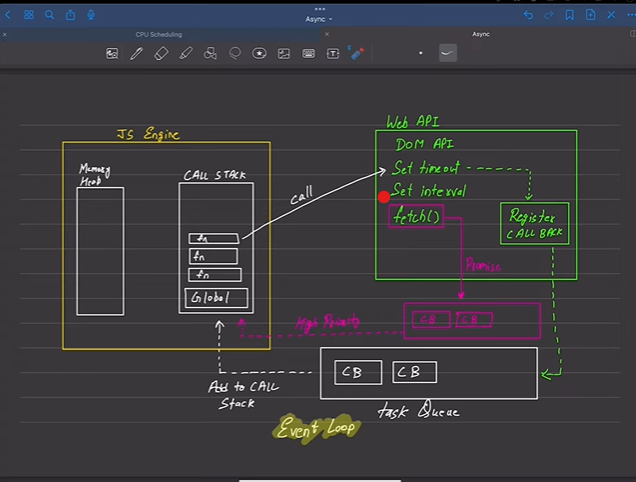 Async
CPU Scheduling
Async
JS Engine
Memory
Heab
CALL STACK
fn
fn
fn
Global
call
Web API
DOM API
Set timeout
Set interval
fetch()
Register
CALL BACK
Promise
High Priority
CB CB
CB CB
Add to CALL
Stack
task Queue
Event Loop